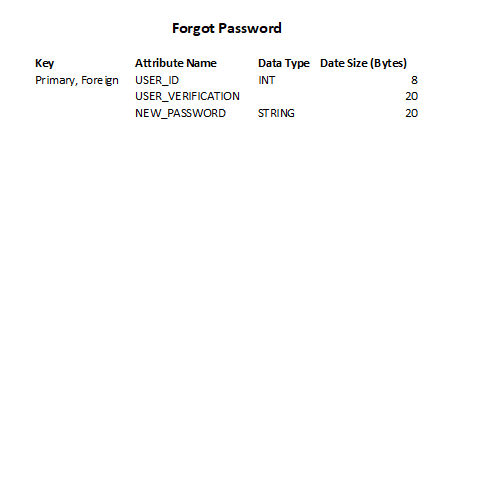 Forgot Password
Key Attribute Name Data Type Date Size (Bytes)
Primary, Foreign USER_ID INT 8
USER_VERIFICATION 20
NEW_PASSWORD STRING 20